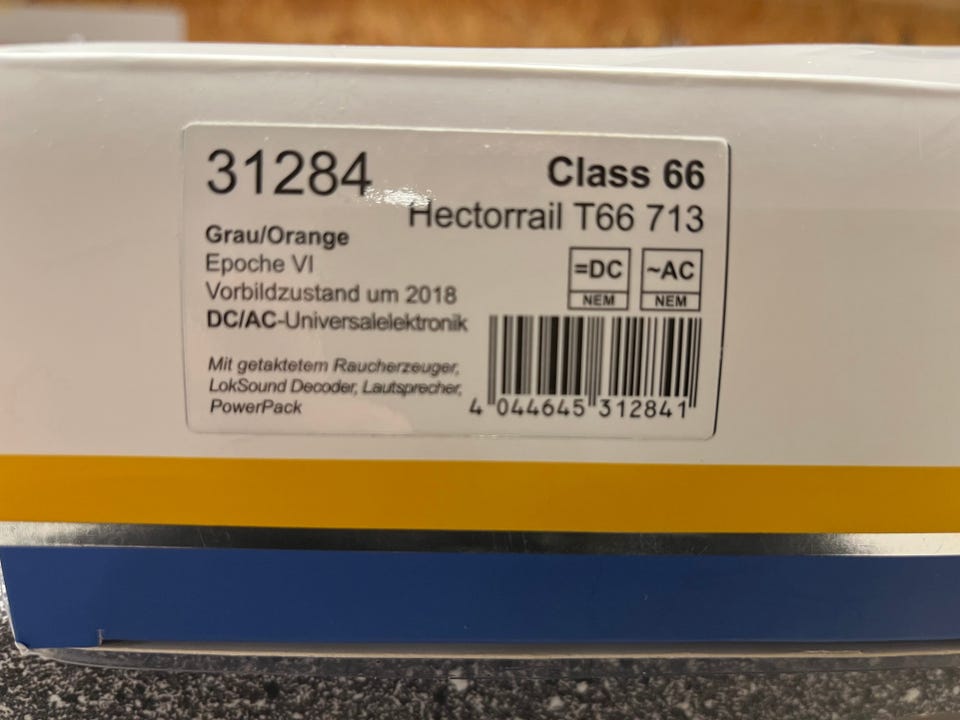 31284
Class 66
Hectorrail T66 713
Grau/Orange
Epoche VI
Vorbildzustand um 2018
DC/AC-Universalelektronik
=DC
NEM
~AC
NEM
Mit getaktetem Raucherzeuger,
LokSound Decoder, Lautsprecher,
PowerPack
4 044645 312841